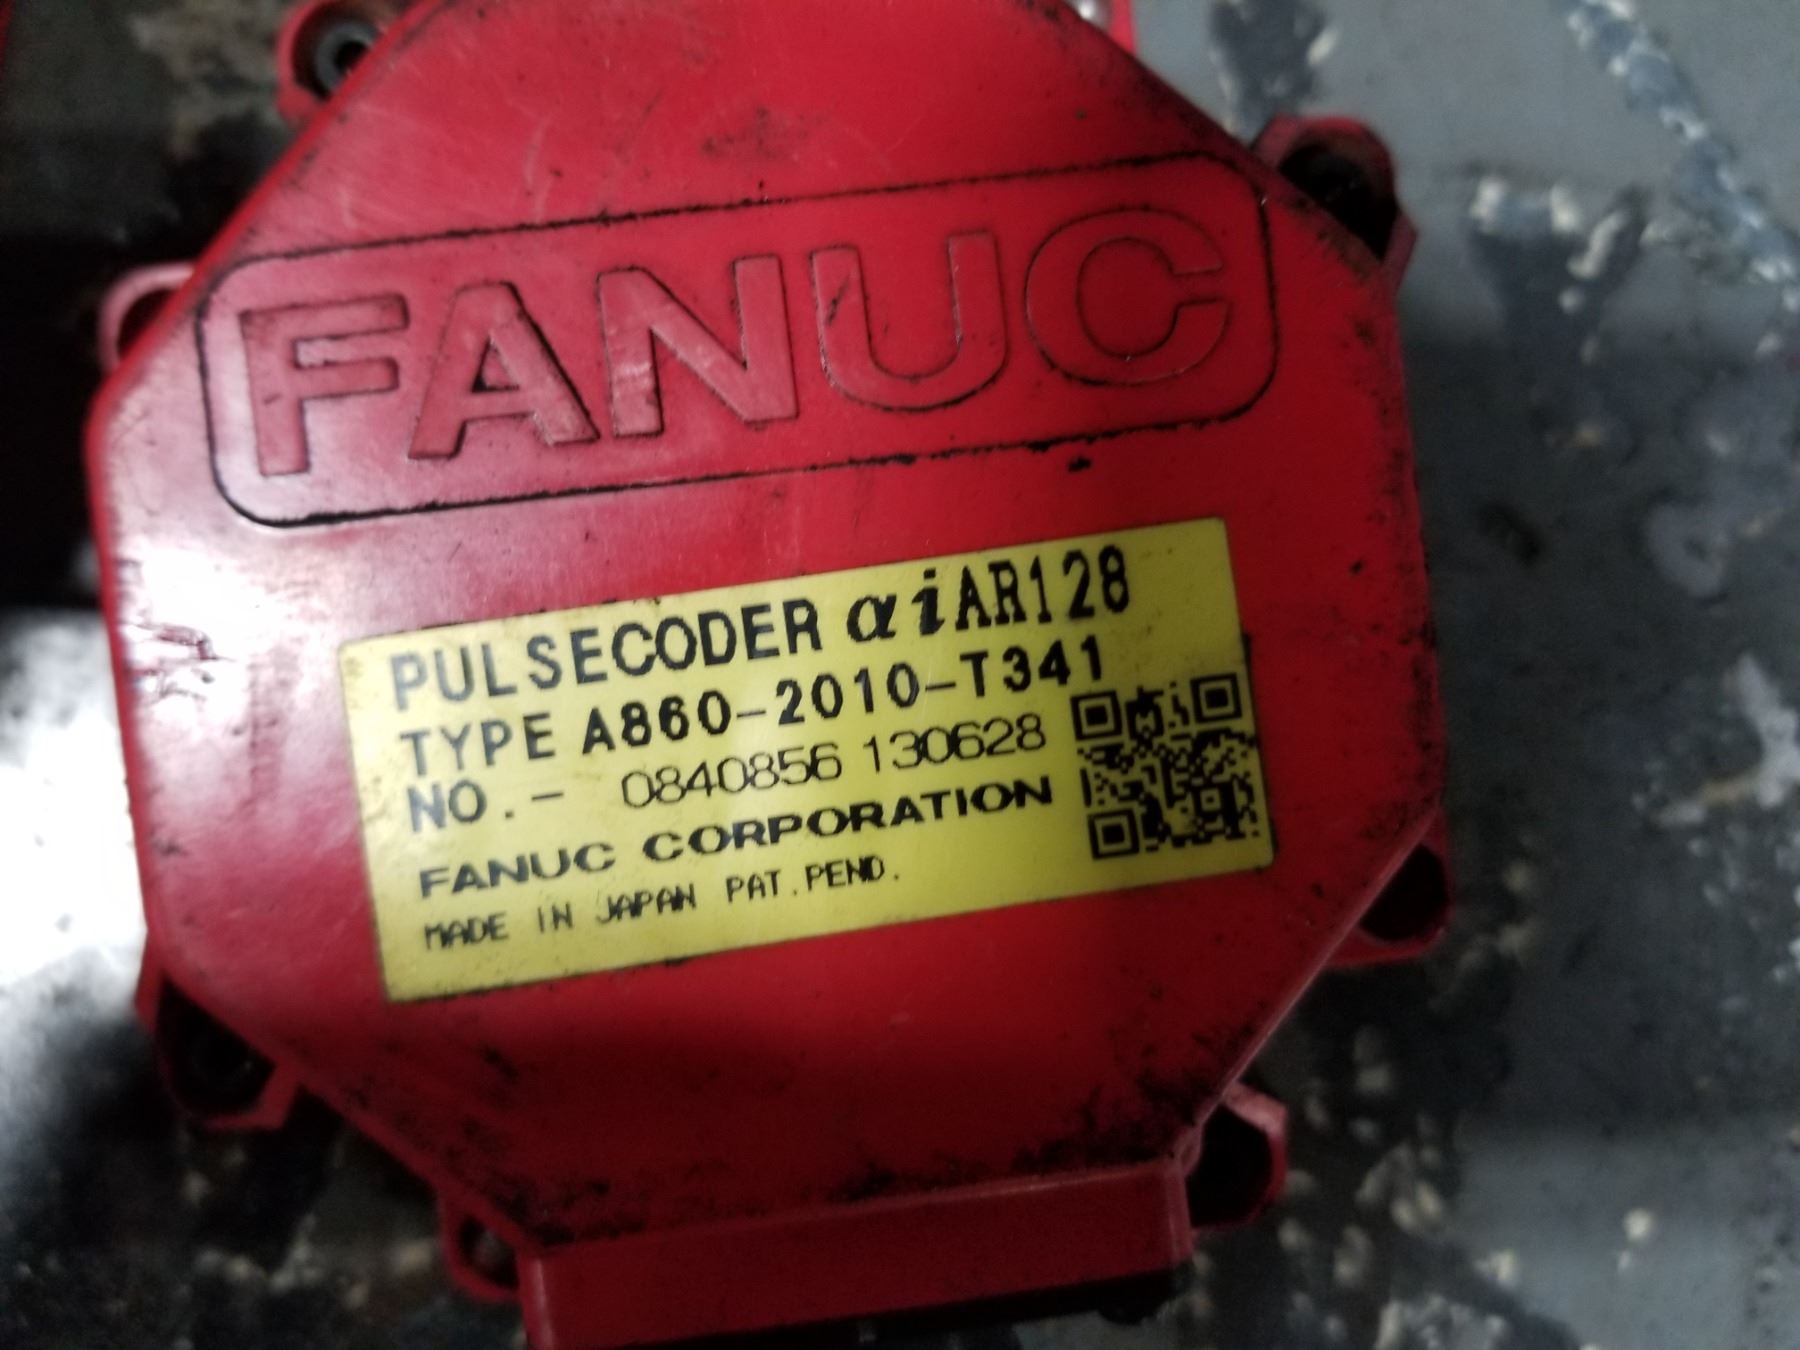 FANUC
PULSECODER αiAR128
TYPE A860-2010-T341
NO.- 0840856 130628
FANUC CORPORATION
MADE IN JAPAN PAT.PEND.